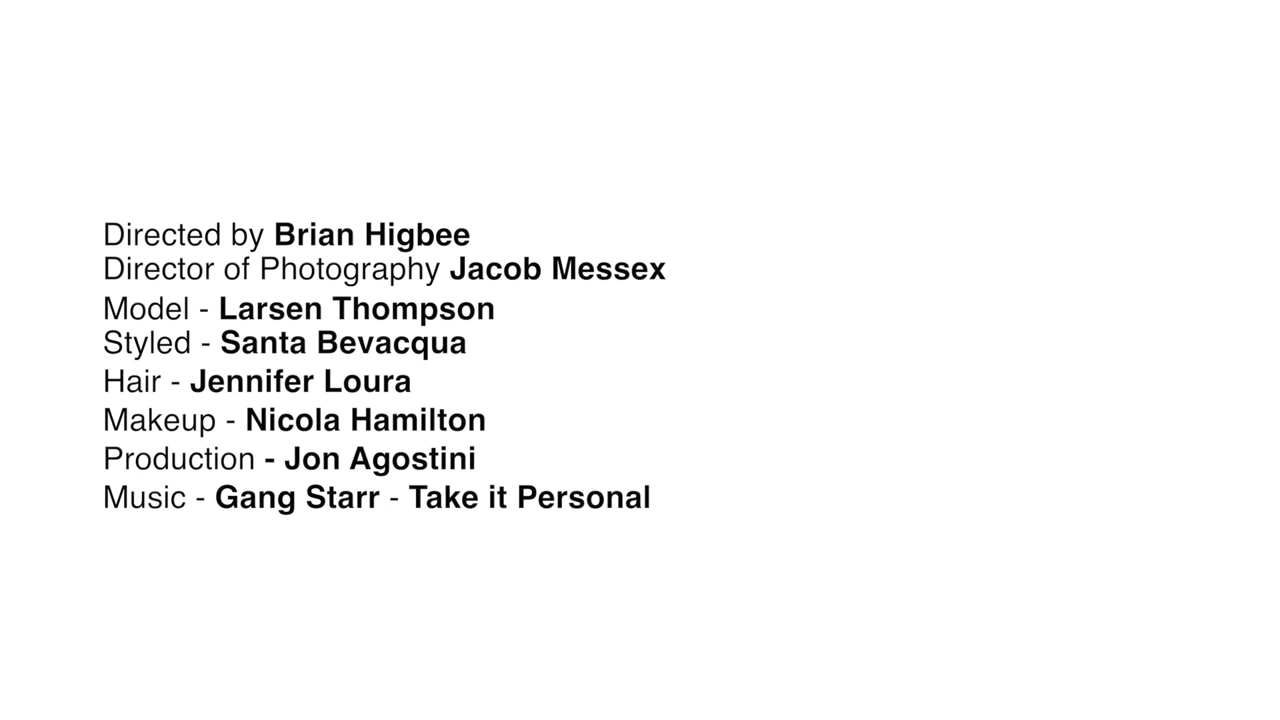 Directed by Brian Higbee
Director of Photography Jacob Messex
Model - Larsen Thompson
Styled - Santa Bevacqua
Hair - Jennifer Loura
Makeup - Nicola Hamilton
Production - Jon Agostini
Music - Gang Starr - Take it Personal